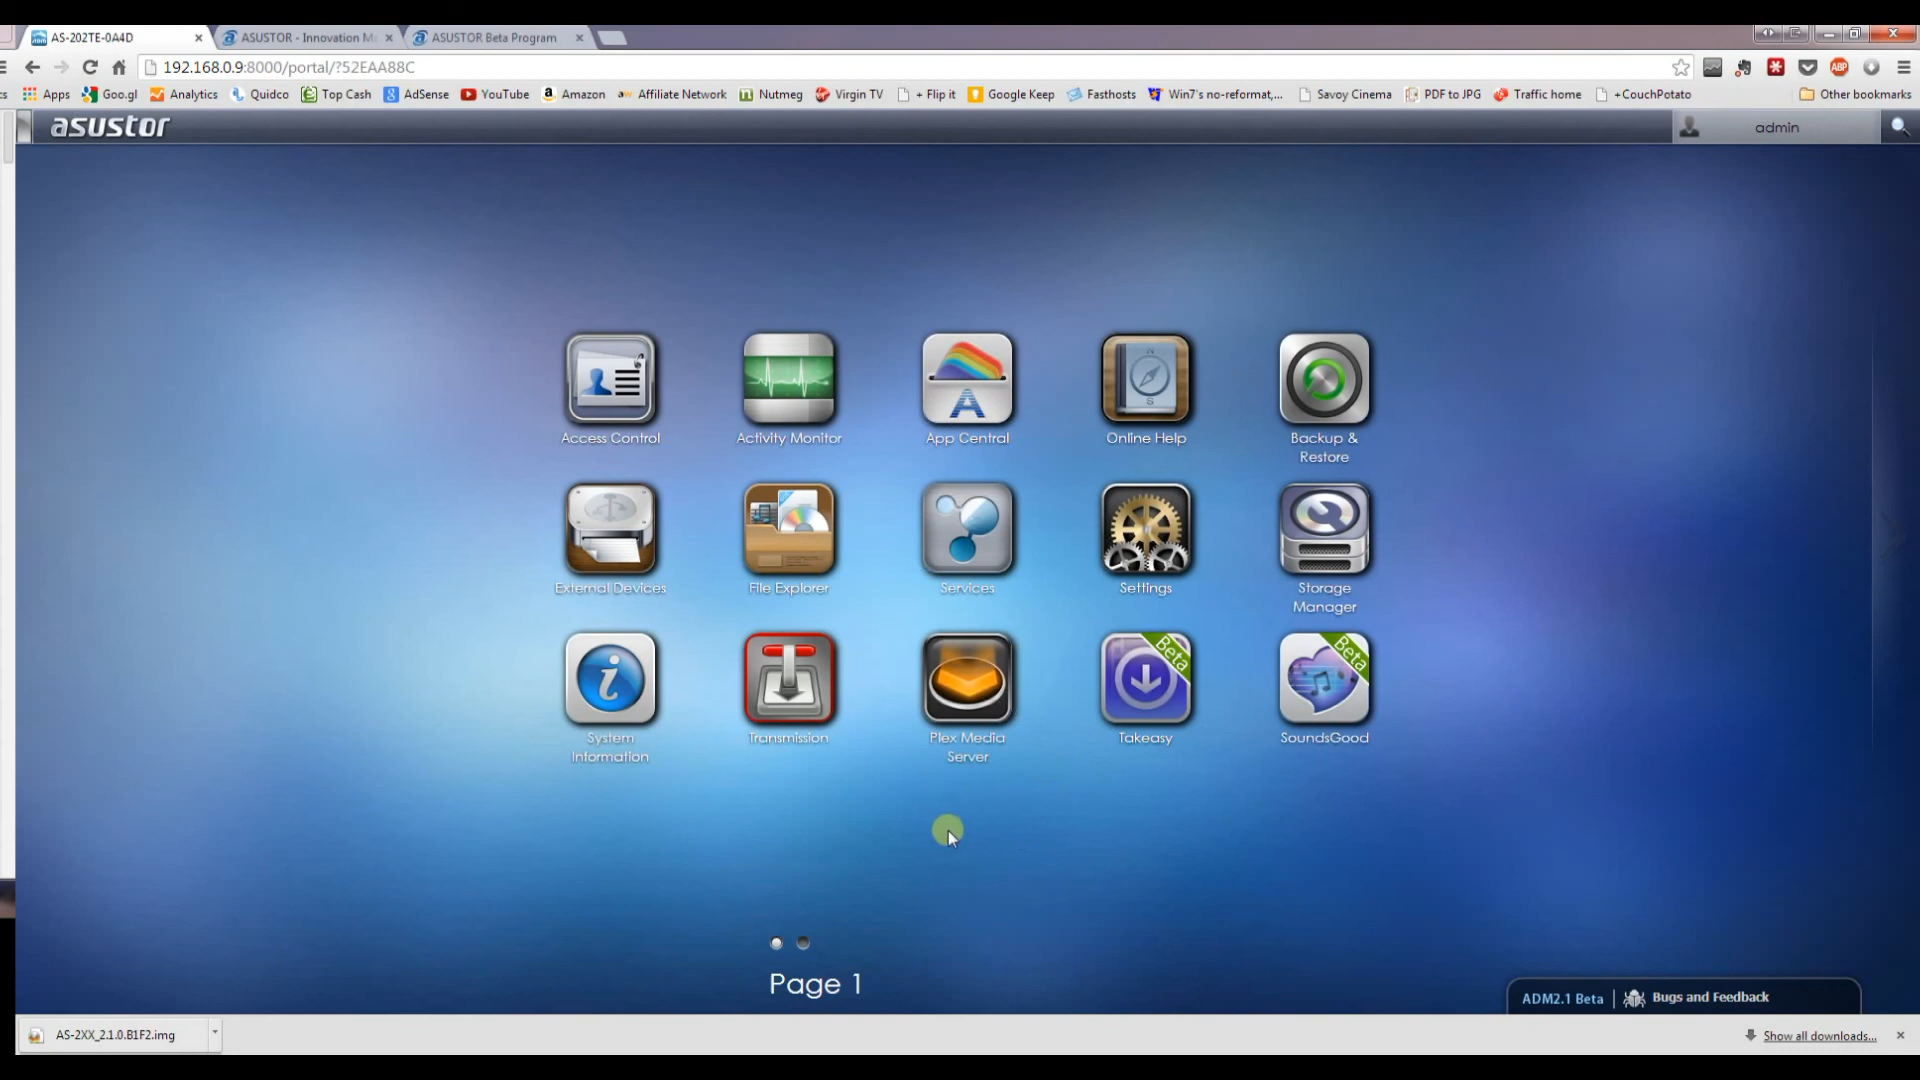 AS-202TE-0A4D
ASUSTOR - Innovation M
ASUSTOR Beta Program
192.168.0.9:8000/portal/?52EAA88C
ABP
Apps Goo.gl Analytics Quidco Top Cash AdSense YouTube Amazon Affiliate Network Nutmeg Virgin TV + Flip it Google Keep Fasthosts Win7's no-reformat,... Savoy Cinema PDF to JPG Traffic home +CouchPotato Other bookmarks
asustor
admin
Access Control
Activity Monitor
App Central
Online Help
Backup &
Restore
External Devices
File Explorer
Services
Settings
Storage
Manager
Beta
Beta
System
Information
Transmission
Plex Media
Server
Takeasy
SoundsGood
Page 1
ADM2.1 Beta | Bugs and Feedback
AS-2XX_2.1.0.B1F2.img
Show all downloads...